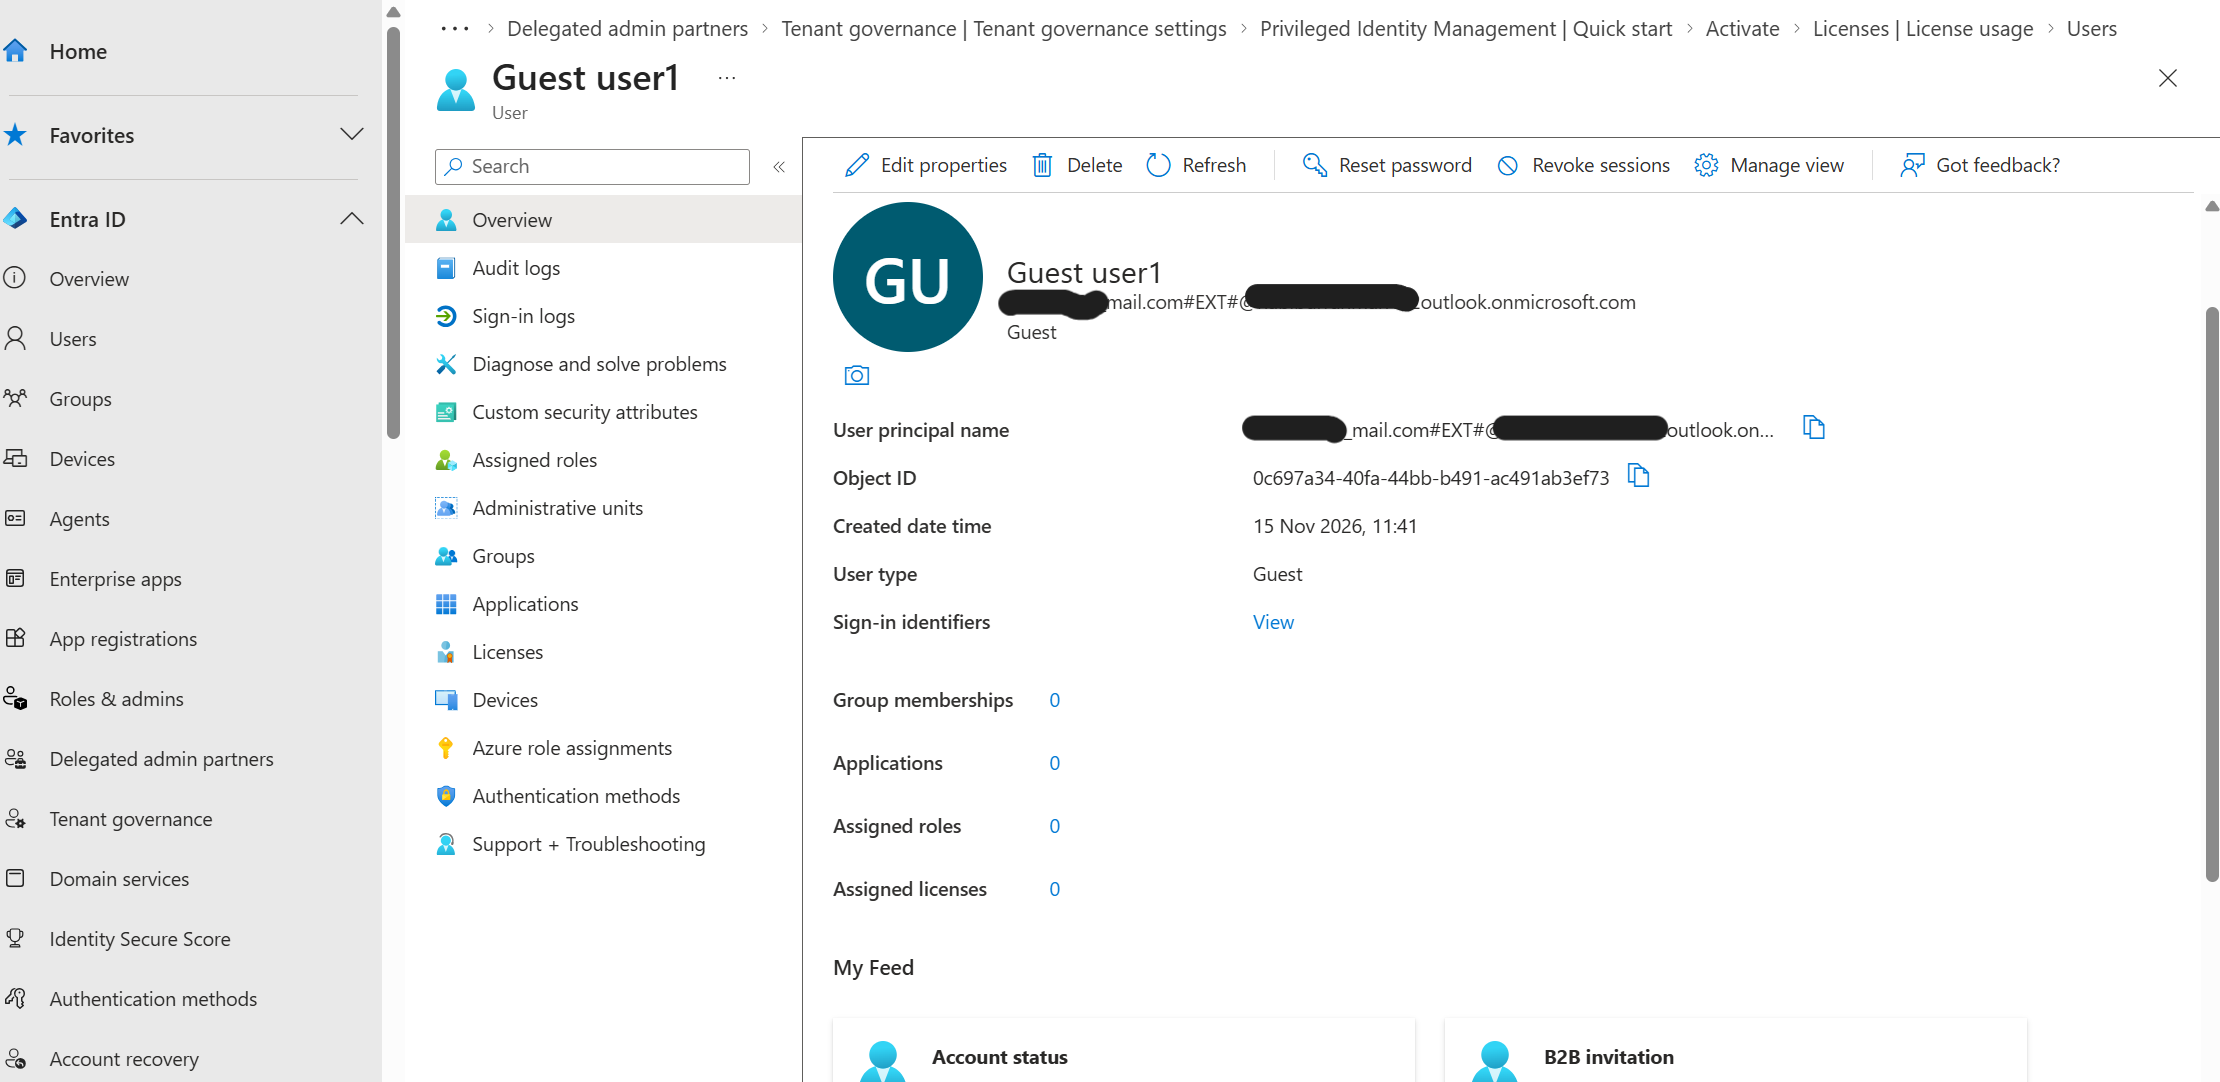 Home
Favorites
Entra ID
Overview
Users
Groups
Devices
Agents
Enterprise apps
App registrations
Roles & admins
Delegated admin partners
Tenant governance
Domain services
Identity Secure Score
Authentication methods
Account recovery
··· > Delegated admin partners > Tenant governance | Tenant governance settings > Privileged Identity Management | Quick start > Activate > Licenses | License usage > Users
Guest user1 ···
User
Search «
Overview
Audit logs
Sign-in logs
Diagnose and solve problems
Custom security attributes
Assigned roles
Administrative units
Groups
Applications
Licenses
Devices
Azure role assignments
Authentication methods
Support + Troubleshooting
Edit properties Delete Refresh Reset password Revoke sessions Manage view Got feedback?
GU
Guest user1
mail.com#EXT#@ outlook.onmicrosoft.com
Guest
User principal name _mail.com#EXT#@ outlook.on...
Object ID 0c697a34-40fa-44bb-b491-ac491ab3ef73
Created date time 15 Nov 2026, 11:41
User type Guest
Sign-in identifiers View
Group memberships 0
Applications 0
Assigned roles 0
Assigned licenses 0
My Feed
Account status
B2B invitation